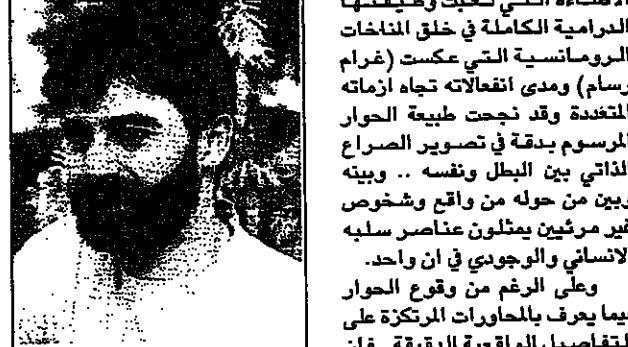 الدرامية الكاملة في خلق المناخات
الرومانسية التي عكست (غرام
رسام) ومدى انفعالاته تجاه ازماته
المتعددة وقد نجحت طبيعة الحوار
المرسوم بدقة في تصوير الصراع
الذاتي بين البطل ونفسه .. وبينه
وبين من حوله من واقع وشخوص
غير مرئيين يمثلون عناصر سلبه
الانساني والوجودي في ان واحد.
وعلى الرغم من وقوع الحوار
فيما يعرف بالمحاورات المرتكزة على